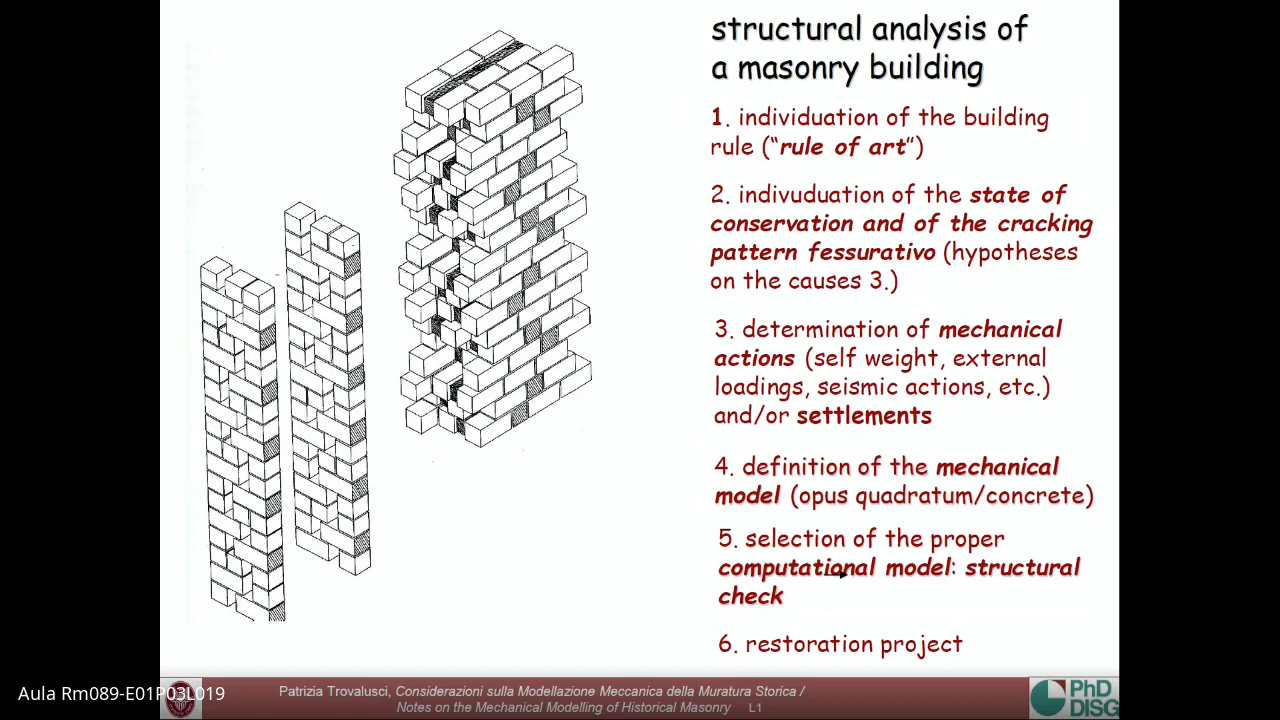 structural analysis of
a masonry building
1. individuation of the building
rule (“rule of art”)
2. indivuduation of the state of
conservation and of the cracking
pattern fessurativo (hypotheses
on the causes 3.)
3. determination of mechanical
actions (self weight, external
loadings, seismic actions, etc.)
and/or settlements
4. definition of the mechanical
model (opus quadratum/concrete)
5. selection of the proper
computational model: structural
check
6. restoration project
Aula Rm089-E01P03L019
Patrizia Trovalusci, Considerazioni sulla Modellazione Meccanica della Muratura Storica /
Notes on the Mechanical Modelling of Historical Masonry L1
PhD
DISG